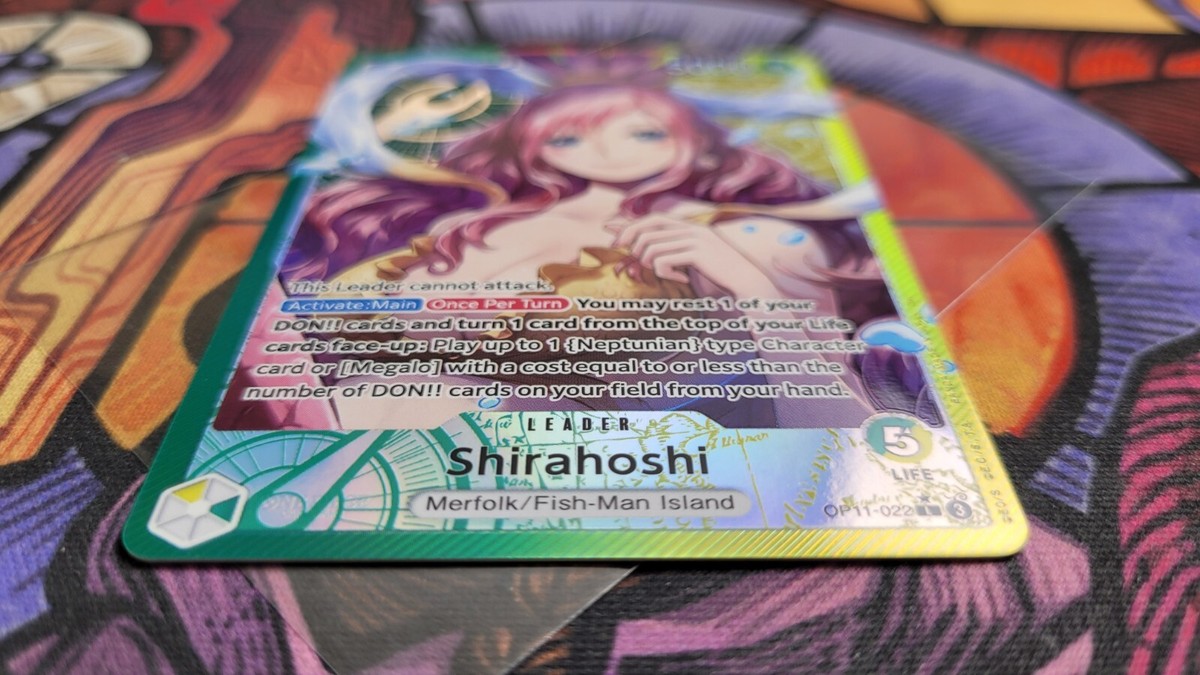 This Leader cannot attack.
Activate:Main Once Per Turn You may rest 1 of your
DON!! cards and turn 1 card from the top of your Life
cards face-up: Play up to 1 {Neptunian} type Character
card or [Megalo] with a cost equal to or less than the
number of DON!! cards on your field from your hand.
LEADER
Shirahoshi
5
LIFE
Merfolk/Fish-Man Island
OP11-022 L 3